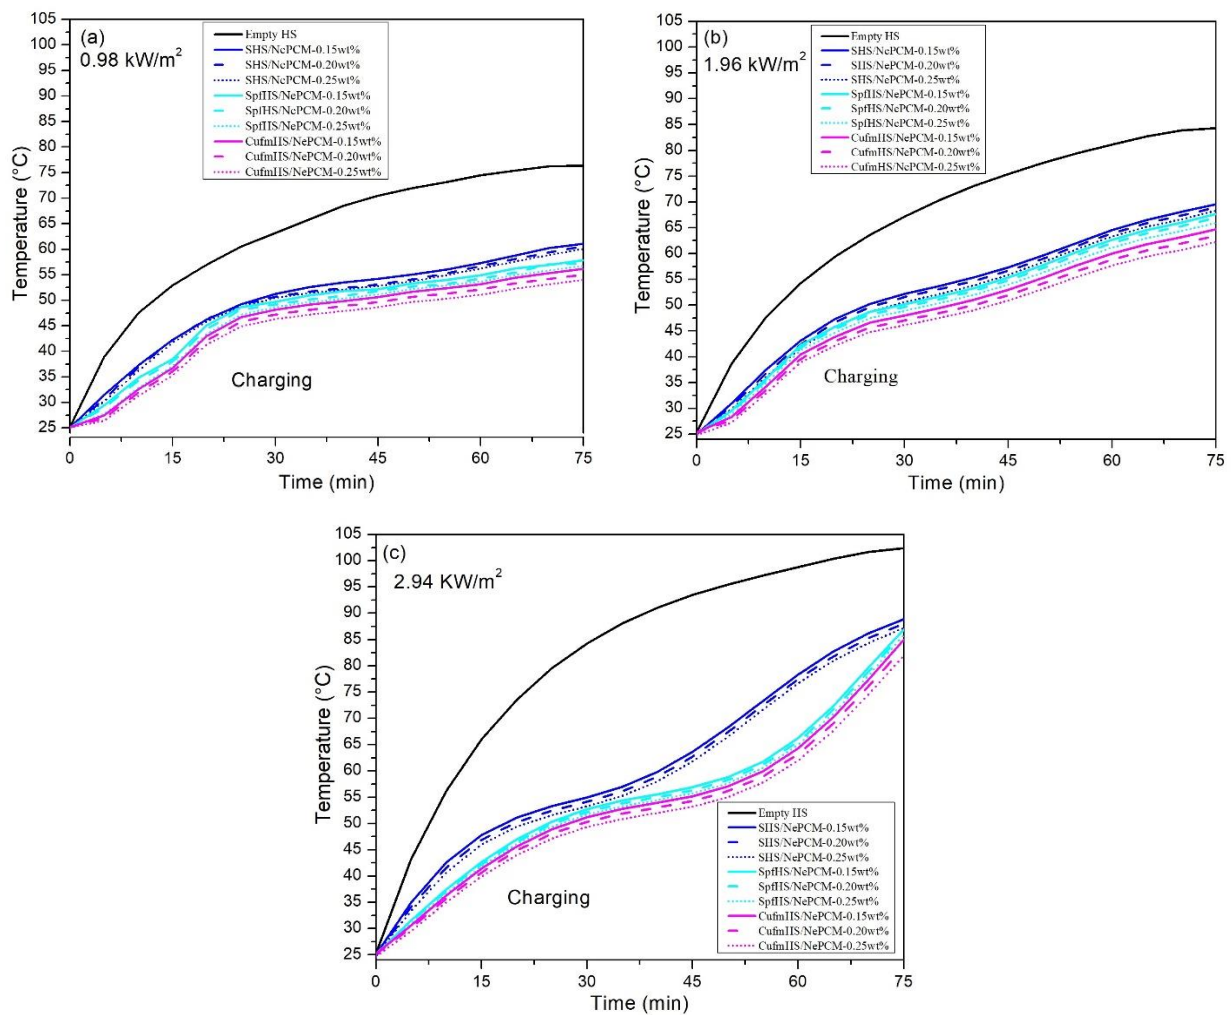 (a)
0.98 kW/m²
Empty HS
SHS/NePCM-0.15wt%
SHS/NePCM-0.20wt%
SHS/NePCM-0.25wt%
SpfHS/NePCM-0.15wt%
SpfHS/NePCM-0.20wt%
SpfHS/NePCM-0.25wt%
CufmHS/NePCM-0.15wt%
CufmHS/NePCM-0.20wt%
CufmHS/NePCM-0.25wt%
105
100
95
90
85
80
75
70
65
60
55
50
45
40
35
30
25
Temperature (°C)
Charging
0 15 30 45 60 75
Time (min)
(b)
1.96 kW/m²
Empty HS
SHS/NePCM-0.15wt%
SHS/NePCM-0.20wt%
SHS/NePCM-0.25wt%
SpfHS/NePCM-0.15wt%
SpfHS/NePCM-0.20wt%
SpfHS/NePCM-0.25wt%
CufmHS/NePCM-0.15wt%
CufmHS/NePCM-0.20wt%
CufmHS/NePCM-0.25wt%
105
100
95
90
85
80
75
70
65
60
55
50
45
40
35
30
25
Temperature (°C)
Charging
0 15 30 45 60 75
Time (min)
(c)
2.94 KW/m²
105
100
95
90
85
80
75
70
65
60
55
50
45
40
35
30
25
Temperature (°C)
Charging
Empty HS
SHS/NePCM-0.15wt%
SHS/NePCM-0.20wt%
SHS/NePCM-0.25wt%
SpfHS/NePCM-0.15wt%
SpfHS/NePCM-0.20wt%
SpfHS/NePCM-0.25wt%
CufmHS/NePCM-0.15wt%
CufmHS/NePCM-0.20wt%
CufmHS/NePCM-0.25wt%
0 15 30 45 60 75
Time (min)